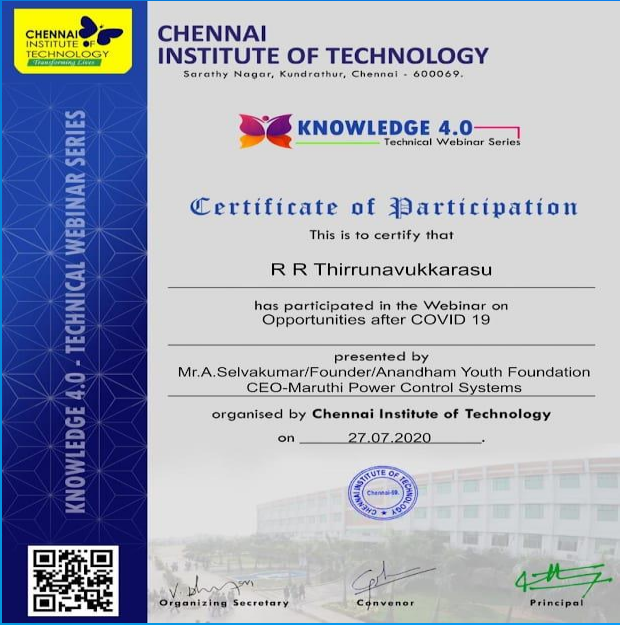 CHENNAI
INSTITUTE OF
TECHNOLOGY
Transforming Lives
CHENNAI
INSTITUTE OF TECHNOLOGY
Sarathy Nagar, Kundrathur, Chennai - 600069.
KNOWLEDGE 4.0
Technical Webinar Series
KNOWLEDGE 4.0 - TECHNICAL WEBINAR SERIES
Certificate of Participation
This is to certify that
R R Thirrunavukkarasu
has participated in the Webinar on
Opportunities after COVID 19
presented by
Mr.A.Selvakumar/Founder/Anandham Youth Foundation
CEO-Maruthi Power Control Systems
organised by Chennai Institute of Technology
on 27.07.2020.
CHENNAI INSTITUTE OF TECHNOLOGY
Chennai-69.
Organizing Secretary
Convenor
Principal